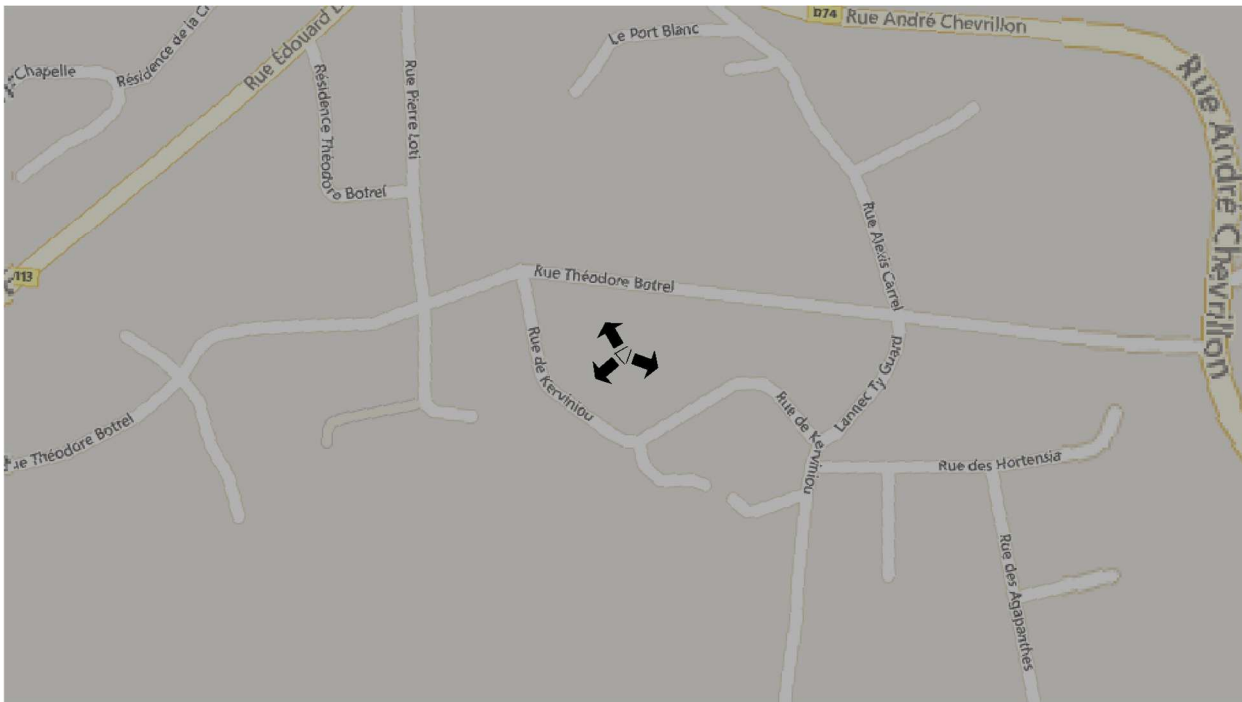 D74
Rue André Chevrillon
Le Port Blanc
Chapelle
Résidence de la
Rue Édouard
Rue Pierre Loti
Résidence Théodore Botrel
Rue André Chevrillon
Rue Alexis Carrel
113
Rue Théodore Botrel
Rue de Kerviniou
Lannec Ty Guard
Rue de Kerviniou
Rue Théodore Botrel
Rue des Hortensia
Rue des Agapanthes